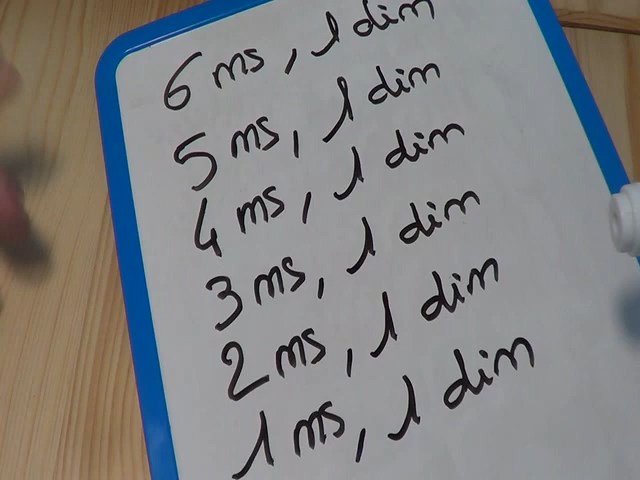 6 ms, 1 dim
5 ms, 1 dim
4 ms, 1 dim
3 ms, 1 dim
2 ms, 1 dim
1 ms, 1 dim